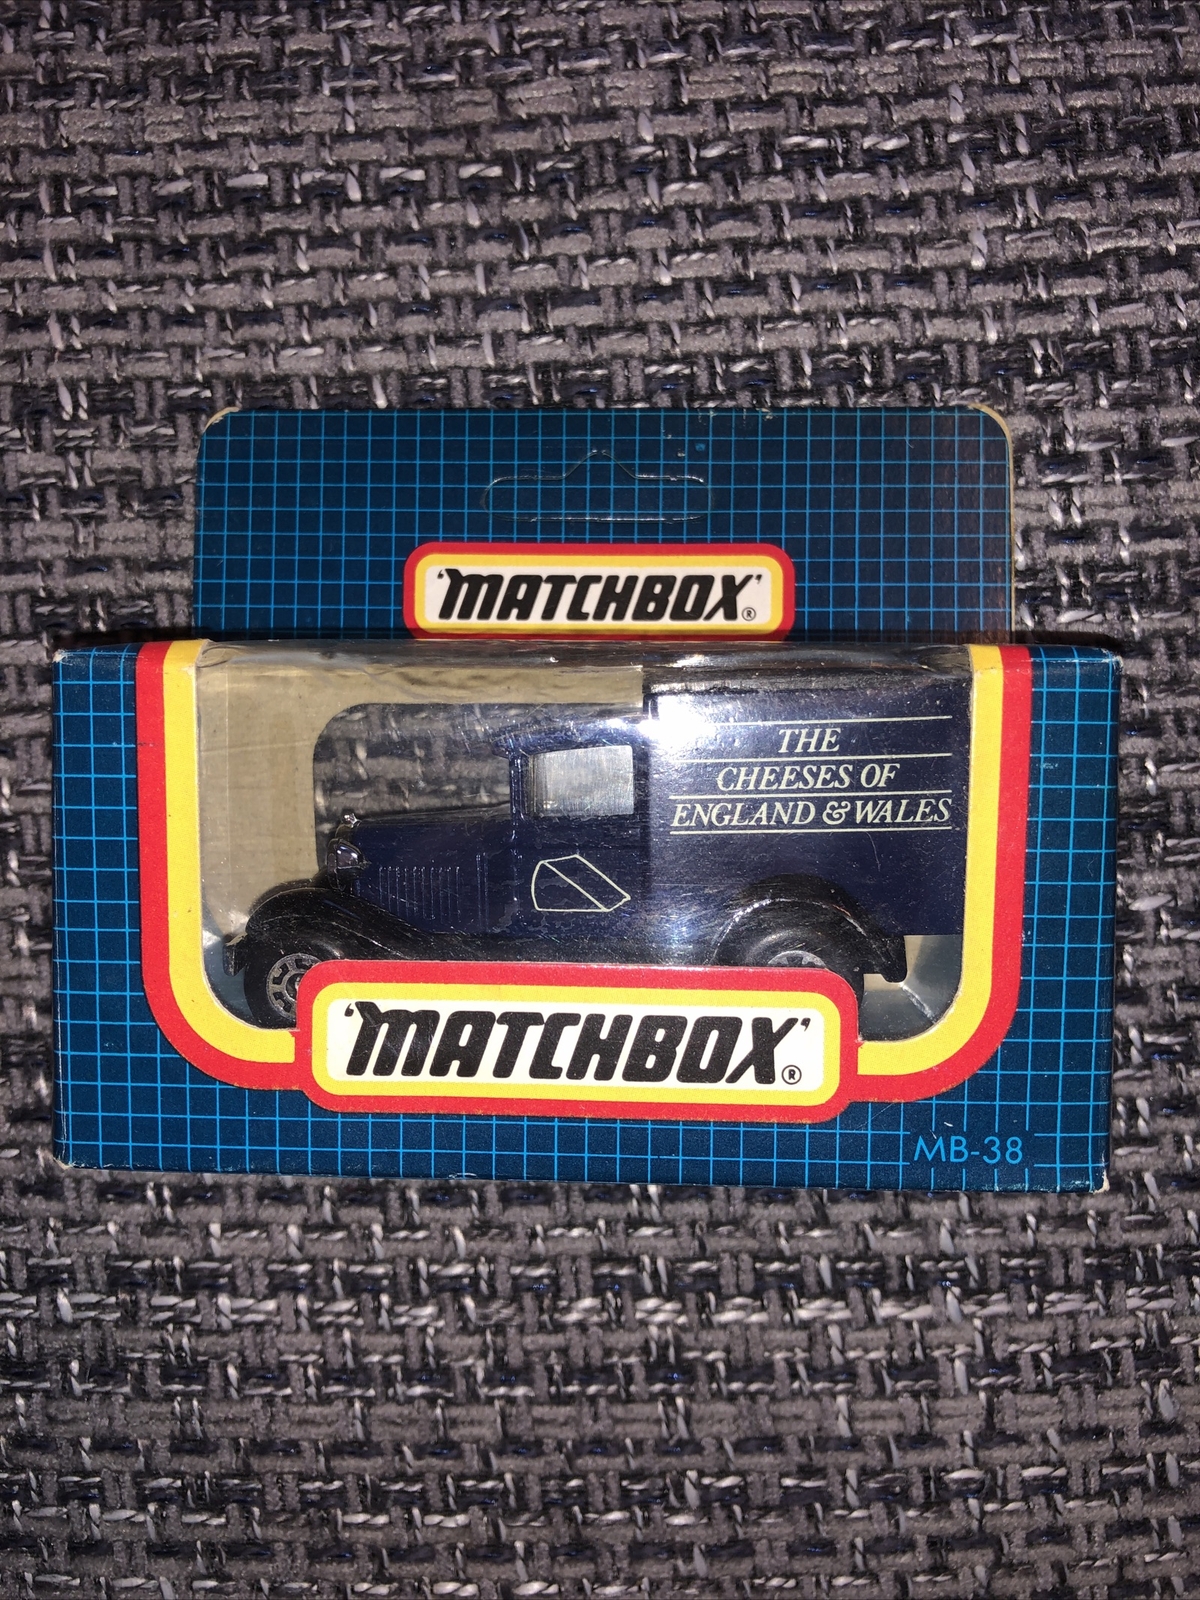 'MATCHBOX'®
THE
CHEESES OF
ENGLAND & WALES
'MATCHBOX'®
MB-38